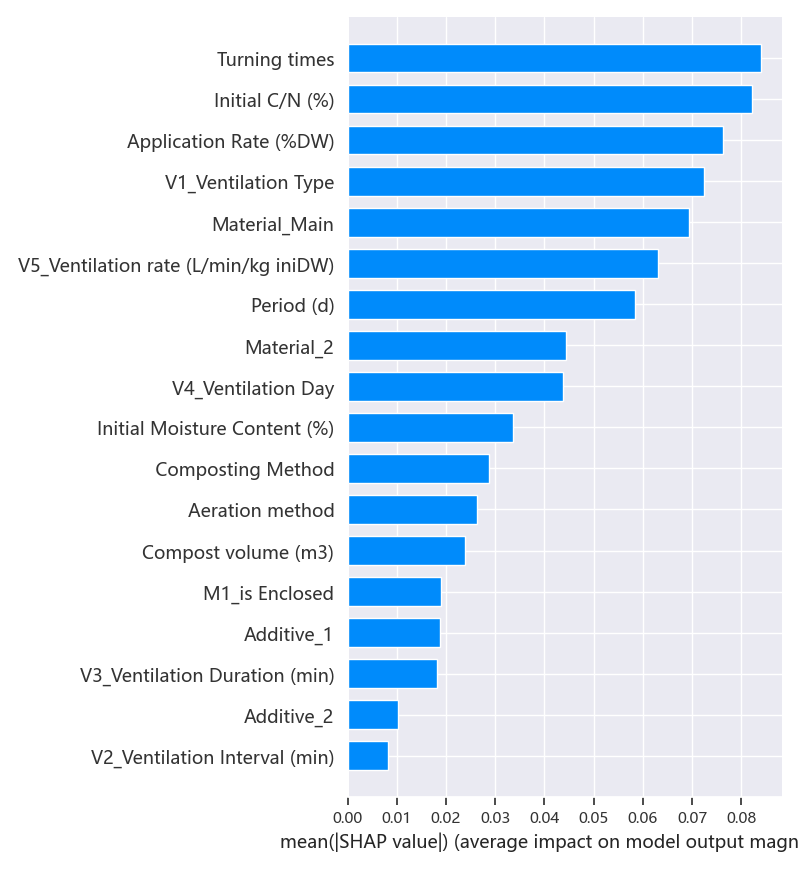 Turning times
Initial C/N (%)
Application Rate (%DW)
V1_Ventilation Type
Material_Main
V5_Ventilation rate (L/min/kg iniDW)
Period (d)
Material_2
V4_Ventilation Day
Initial Moisture Content (%)
Composting Method
Aeration method
Compost volume (m3)
M1_is Enclosed
Additive_1
V3_Ventilation Duration (min)
Additive_2
V2_Ventilation Interval (min)
0.00 0.01 0.02 0.03 0.04 0.05 0.06 0.07 0.08
mean(|SHAP value|) (average impact on model output magn